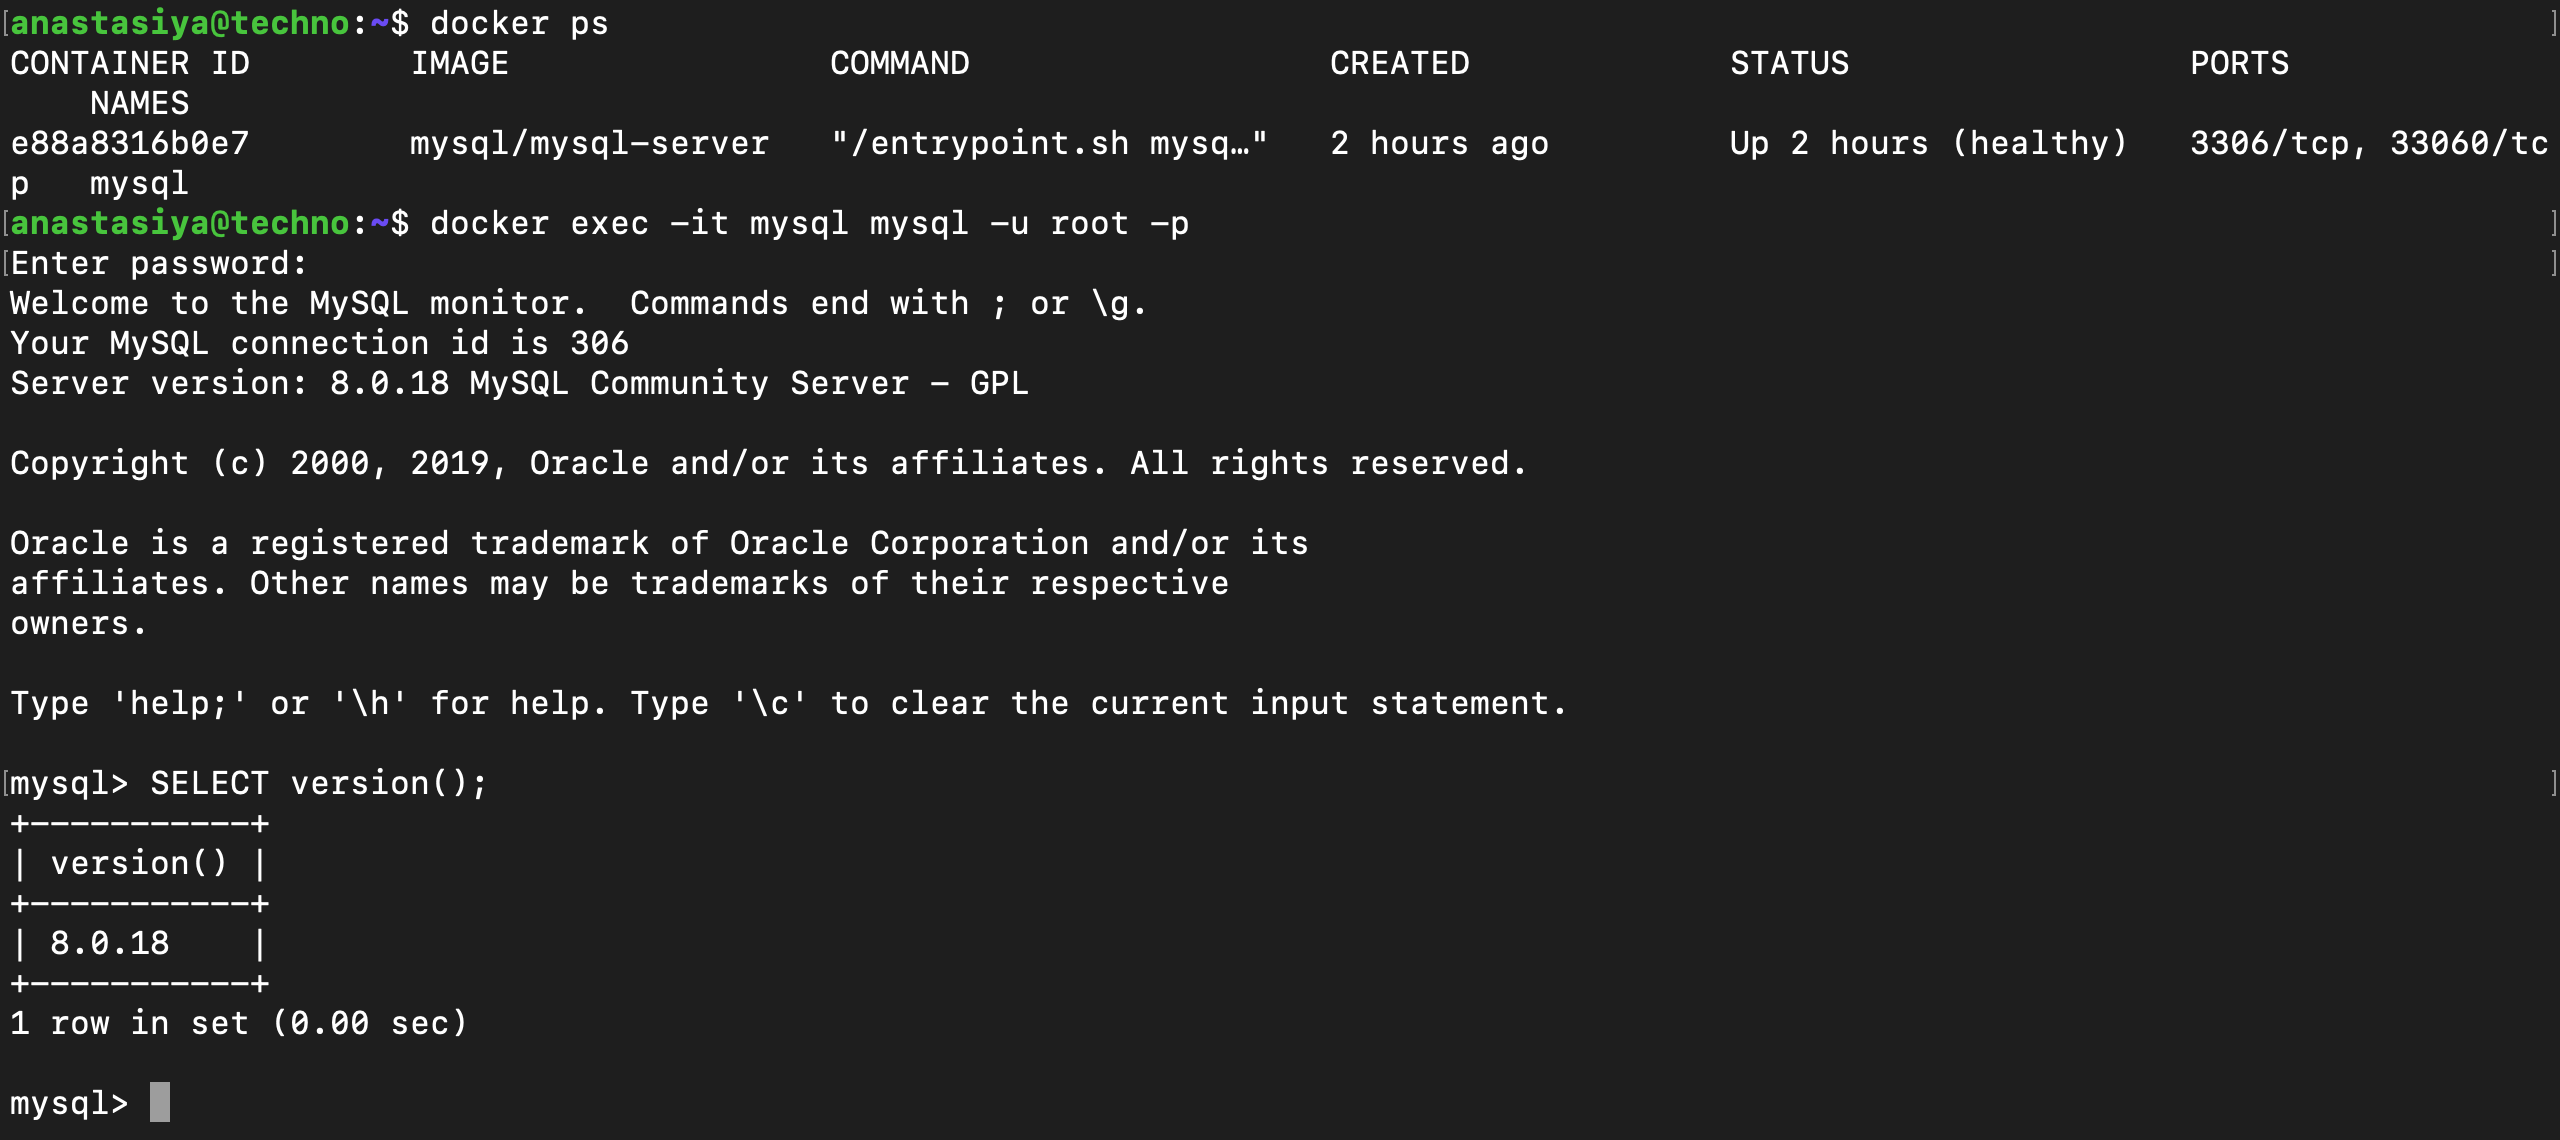 [anastasiya@techno:~$ docker ps ]
CONTAINER ID        IMAGE                COMMAND                  CREATED             STATUS                 PORTS
    NAMES
e88a8316b0e7        mysql/mysql-server   "/entrypoint.sh mysq…"   2 hours ago         Up 2 hours (healthy)   3306/tcp, 33060/tc
p   mysql
[anastasiya@techno:~$ docker exec -it mysql mysql -u root -p ]
[Enter password: ]
Welcome to the MySQL monitor.  Commands end with ; or \g.
Your MySQL connection id is 306
Server version: 8.0.18 MySQL Community Server - GPL

Copyright (c) 2000, 2019, Oracle and/or its affiliates. All rights reserved.

Oracle is a registered trademark of Oracle Corporation and/or its
affiliates. Other names may be trademarks of their respective
owners.

Type 'help;' or '\h' for help. Type '\c' to clear the current input statement.

[mysql> SELECT version(); ]
+-----------+
| version() |
+-----------+
| 8.0.18    |
+-----------+
1 row in set (0.00 sec)

mysql>